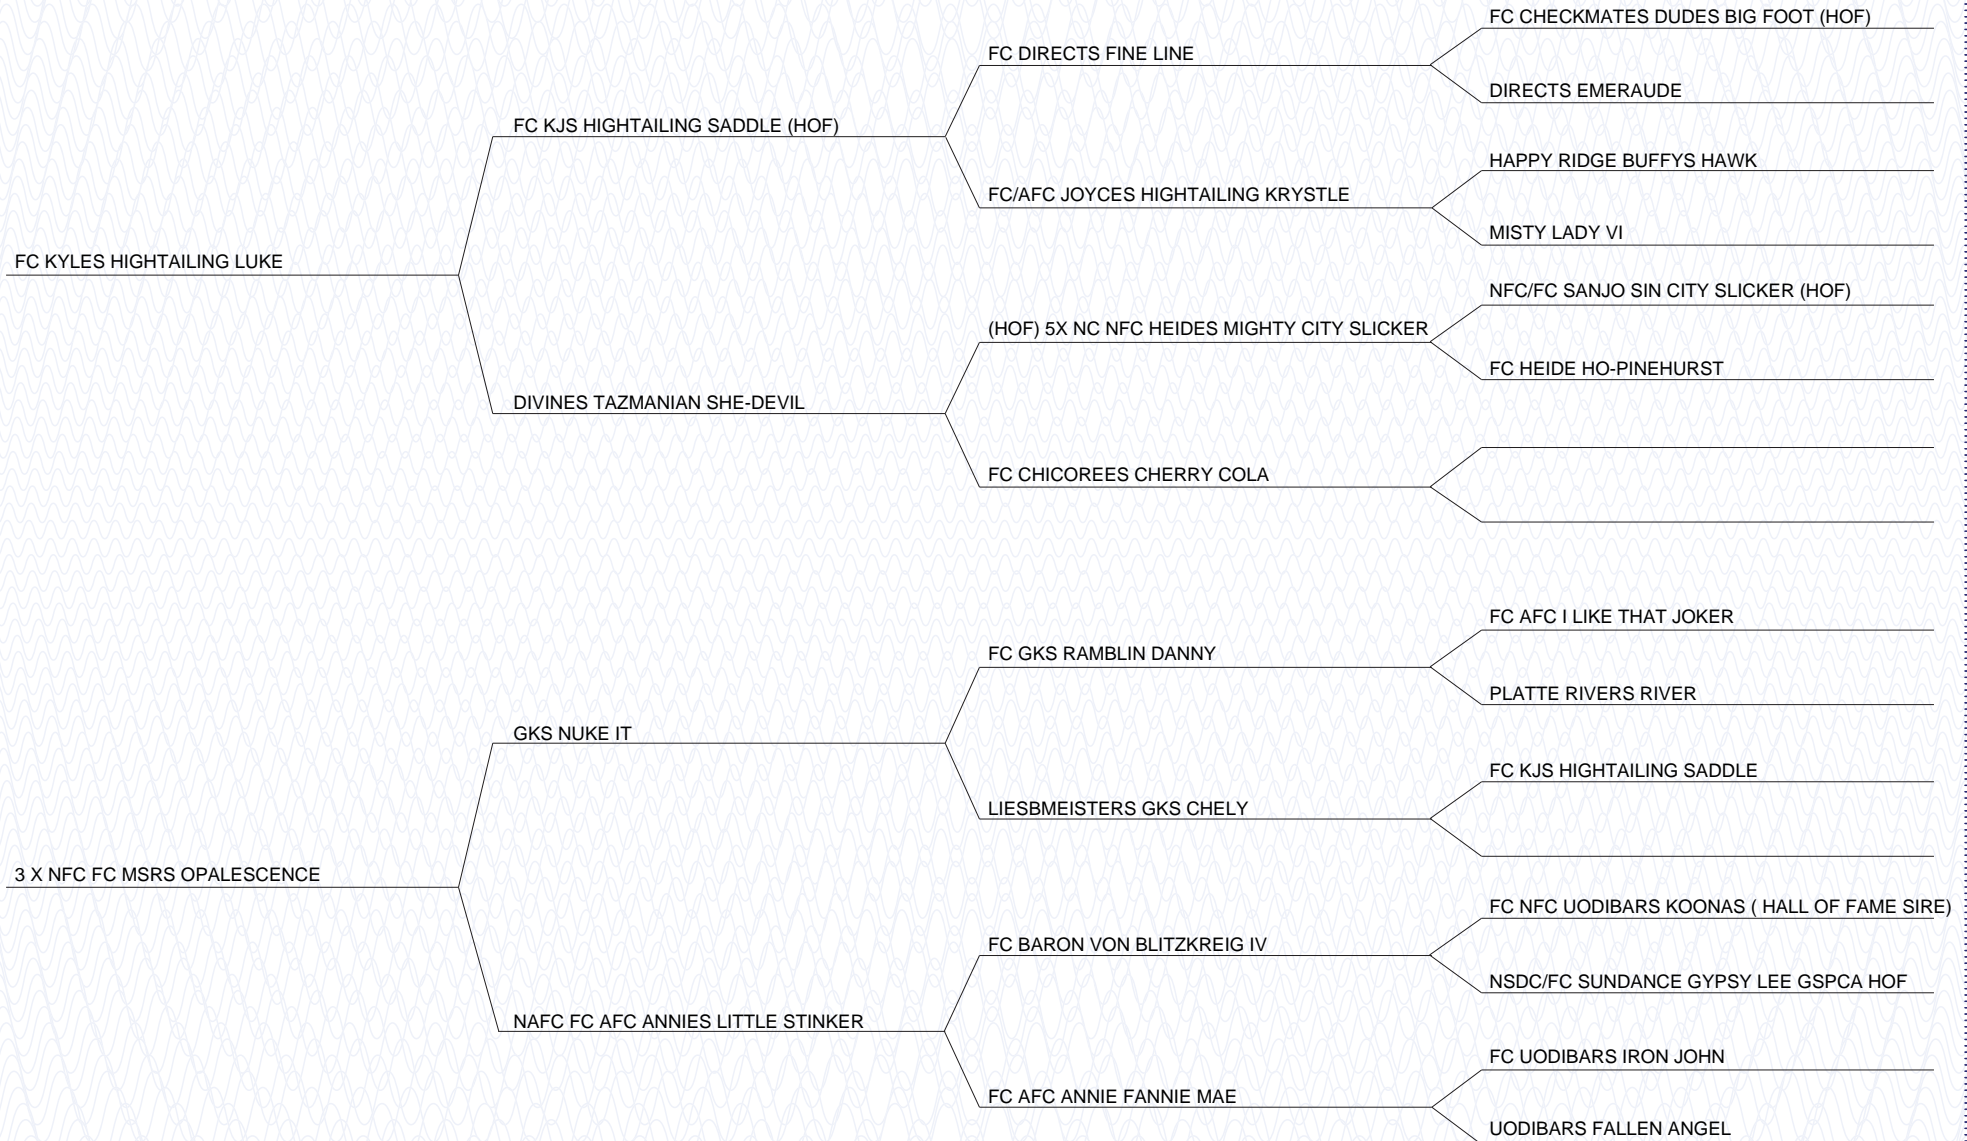 FC CHECKMATES DUDES BIG FOOT (HOF)
FC DIRECTS FINE LINE
DIRECTS EMERAUDE
FC KJS HIGHTAILING SADDLE (HOF)
HAPPY RIDGE BUFFYS HAWK
FC/AFC JOYCES HIGHTAILING KRYSTLE
MISTY LADY VI
FC KYLES HIGHTAILING LUKE
NFC/FC SANJO SIN CITY SLICKER (HOF)
(HOF) 5X NC NFC HEIDES MIGHTY CITY SLICKER
FC HEIDE HO-PINEHURST
DIVINES TAZMANIAN SHE-DEVIL
FC CHICOREES CHERRY COLA
FC AFC I LIKE THAT JOKER
FC GKS RAMBLIN DANNY
PLATTE RIVERS RIVER
GKS NUKE IT
FC KJS HIGHTAILING SADDLE
LIESBMEISTERS GKS CHELY
3 X NFC FC MSRS OPALESCENCE
FC NFC UODIBARS KOONAS ( HALL OF FAME SIRE)
FC BARON VON BLITZKREIG IV
NSDC/FC SUNDANCE GYPSY LEE GSPCA HOF
NAFC FC AFC ANNIES LITTLE STINKER
FC UODIBARS IRON JOHN
FC AFC ANNIE FANNIE MAE
UODIBARS FALLEN ANGEL